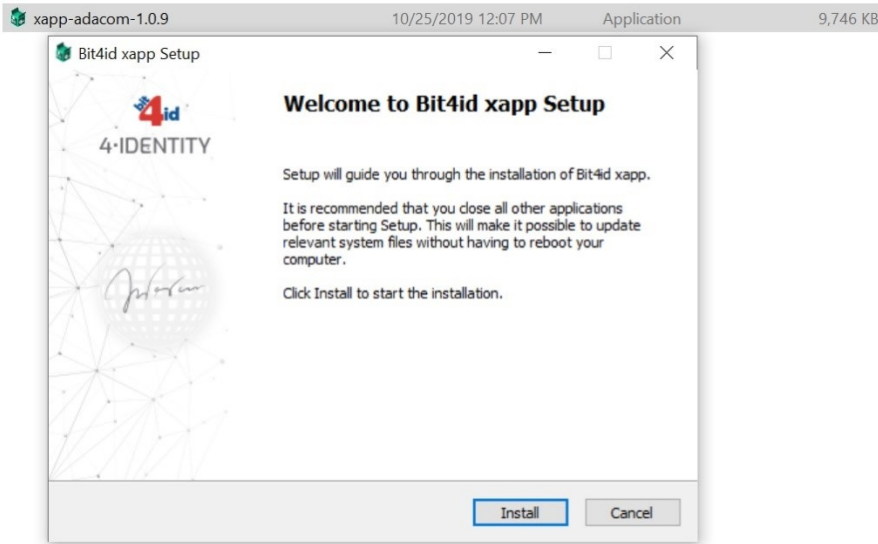 xapp-adacom-1.0.9 10/25/2019 12:07 PM Application 9,746 KB
Bit4id xapp Setup
bit4id
4·IDENTITY
Welcome to Bit4id xapp Setup
Setup will guide you through the installation of Bit4id xapp.
It is recommended that you close all other applications
before starting Setup. This will make it possible to update
relevant system files without having to reboot your
computer.
Click Install to start the installation.
Install Cancel